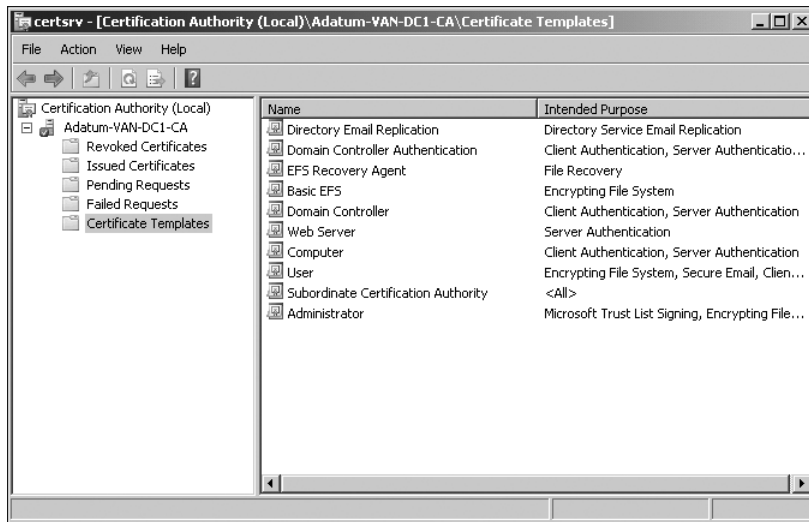 certsrv - [Certification Authority (Local)\Adatum-VAN-DC1-CA\Certificate Templates]
File Action View Help
Certification Authority (Local)
Adatum-VAN-DC1-CA
Revoked Certificates
Issued Certificates
Pending Requests
Failed Requests
Certificate Templates
Name Intended Purpose
Directory Email Replication Directory Service Email Replication
Domain Controller Authentication Client Authentication, Server Authenticatio...
EFS Recovery Agent File Recovery
Basic EFS Encrypting File System
Domain Controller Client Authentication, Server Authentication
Web Server Server Authentication
Computer Client Authentication, Server Authentication
User Encrypting File System, Secure Email, Clien...
Subordinate Certification Authority <All>
Administrator Microsoft Trust List Signing, Encrypting File...